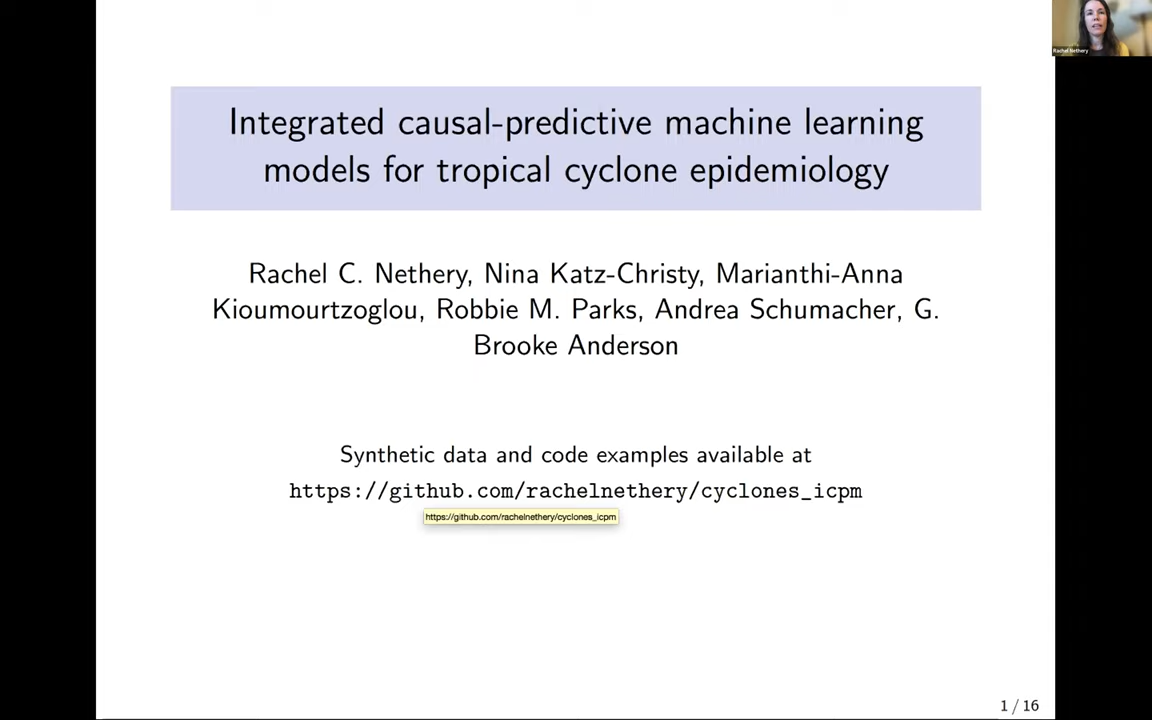 Rachel Nethery
Integrated causal-predictive machine learning
models for tropical cyclone epidemiology
Rachel C. Nethery, Nina Katz-Christy, Marianthi-Anna
Kioumourtzoglou, Robbie M. Parks, Andrea Schumacher, G.
Brooke Anderson
Synthetic data and code examples available at
https://github.com/rachelnethery/cyclones_icpm
https://github.com/rachelnethery/cyclones_icpm
1 / 16